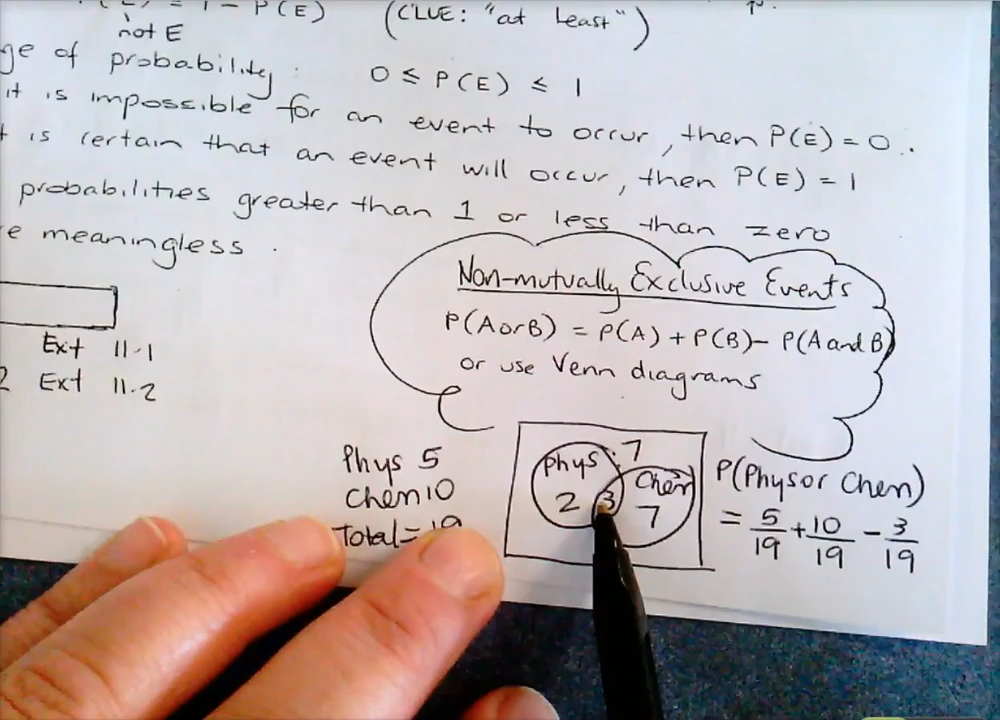 = 1 - P(E)
(CLUE: "at least")
not E
ge of probability: 0 ≤ P(E) ≤ 1
it is impossible for an event to occur, then P(E) = 0.
t is certain that an event will occur, then P(E) = 1
probabilities greater than 1 or less than zero
e meaningless.
Non-mutually Exclusive Events
P(A or B) = P(A) + P(B) - P(A and B)
or use Venn diagrams
Ext 11.1
2 Ext 11.2
Phys 5
Chem 10
Total = 19
7
Phys
Chem
2 3 7
P(Phys or Chem)
= 5/19 + 10/19 - 3/19